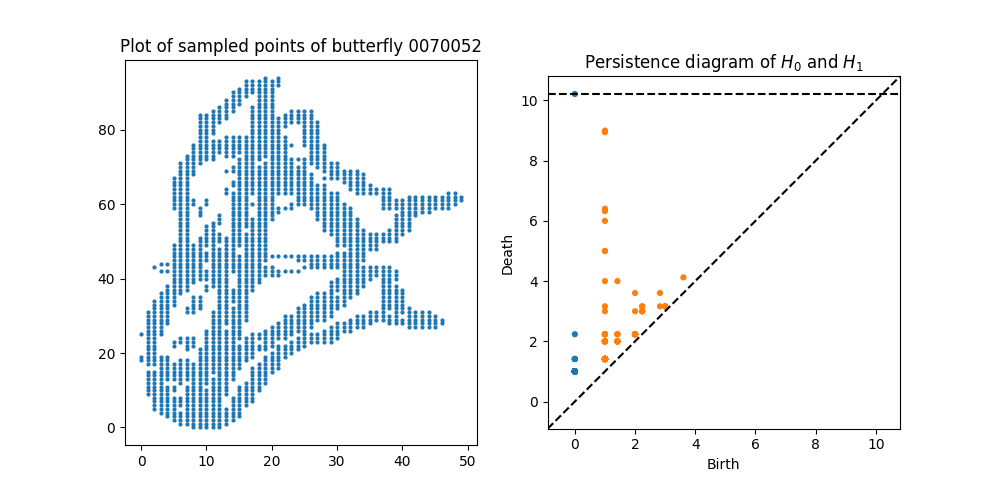 Plot of sampled points of butterfly 0070052
80
60
40
20
0
0 10 20 30 40 50
Persistence diagram of H₀ and H₁
Death
10
8
6
4
2
0
0 2 4 6 8 10
Birth